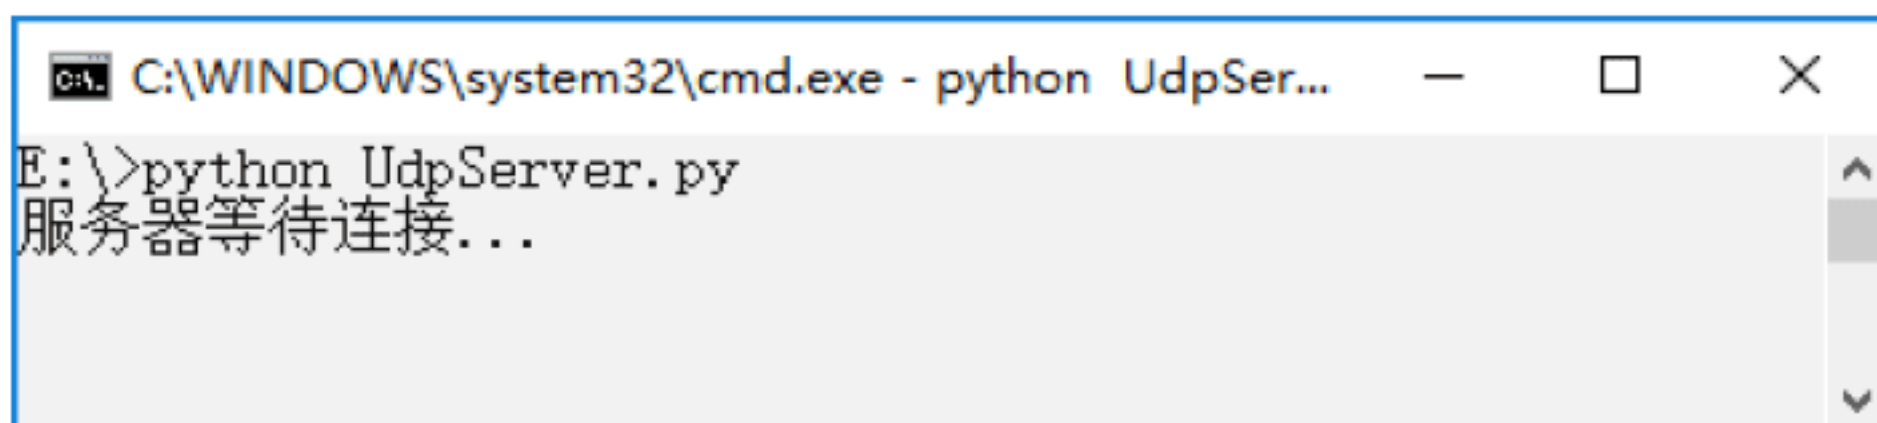 C:\WINDOWS\system32\cmd.exe - python  UdpSer...
E:\>python UdpServer.py
服务器等待连接...